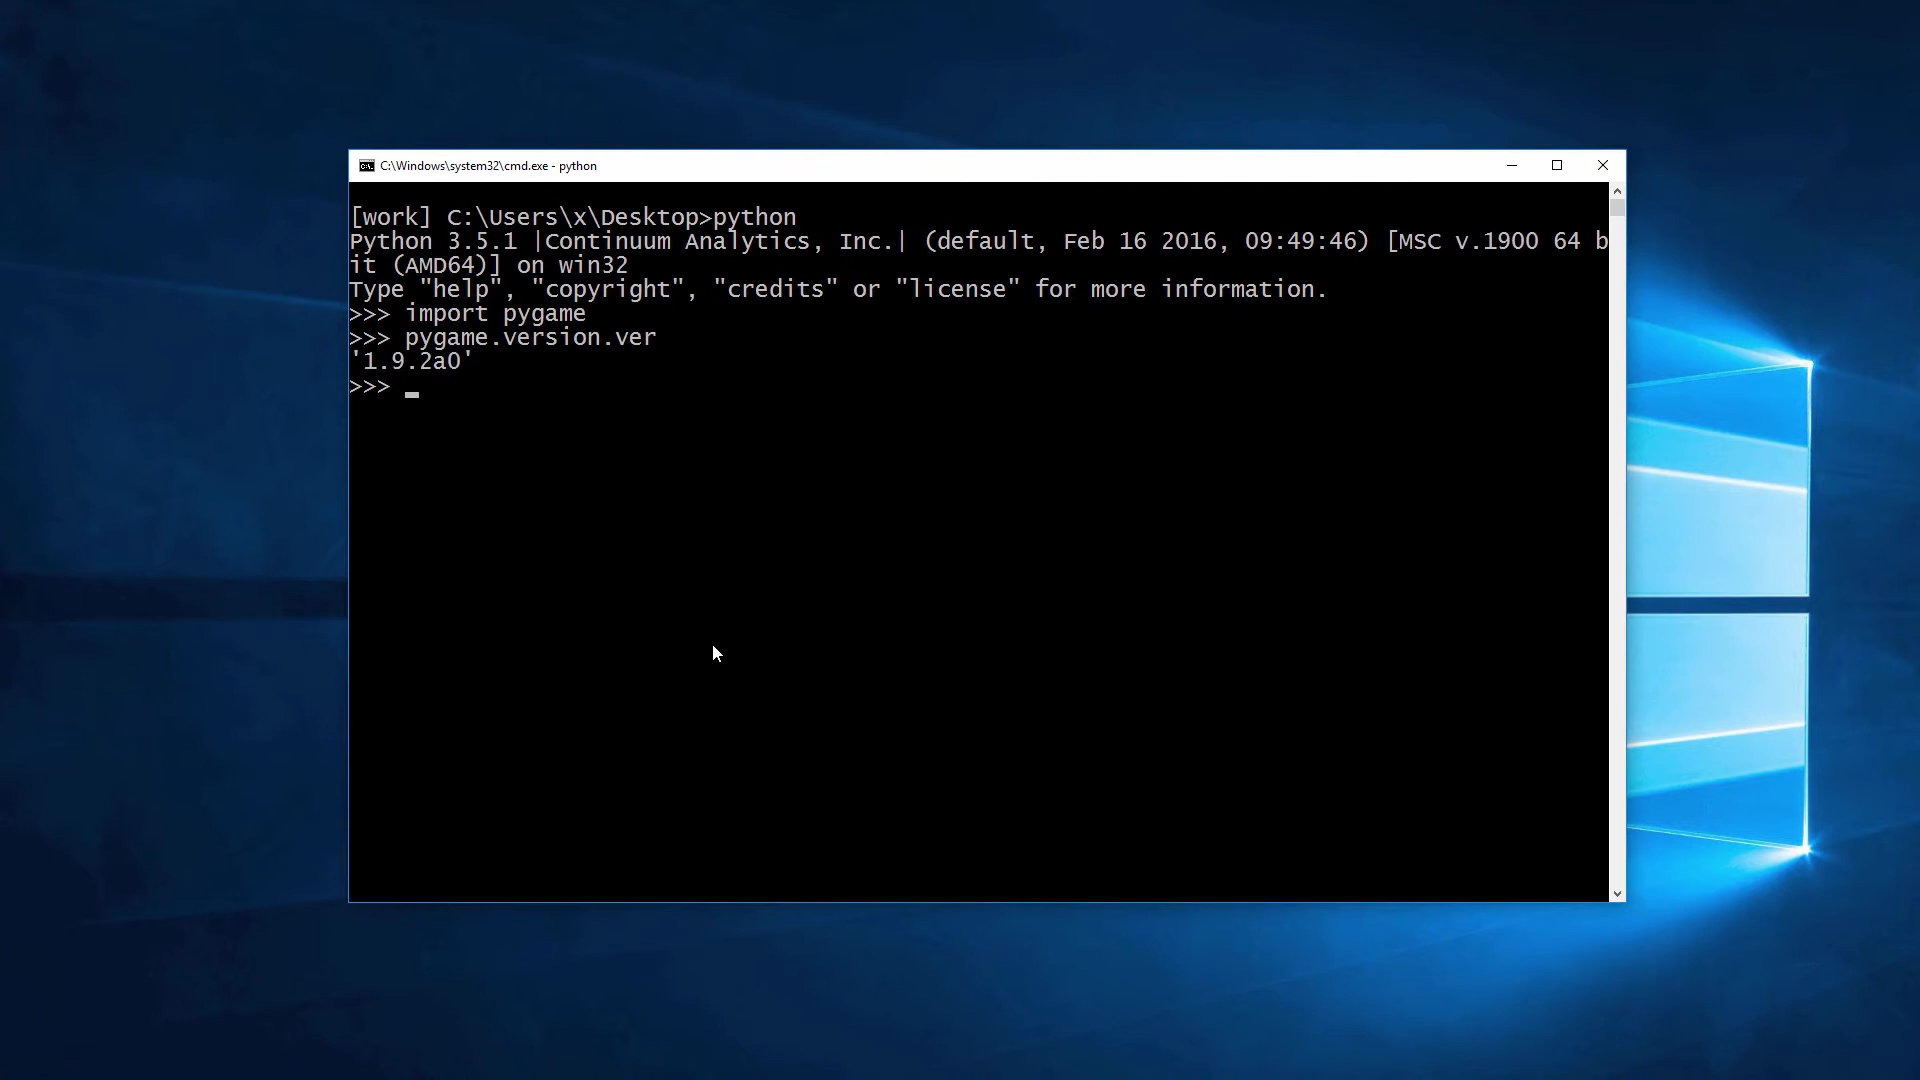 C:\Windows\system32\cmd.exe - python
[work] C:\Users\x\Desktop>python
Python 3.5.1 |Continuum Analytics, Inc.| (default, Feb 16 2016, 09:49:46) [MSC v.1900 64 b
it (AMD64)] on win32
Type "help", "copyright", "credits" or "license" for more information.
>>> import pygame
>>> pygame.version.ver
'1.9.2a0'
>>>